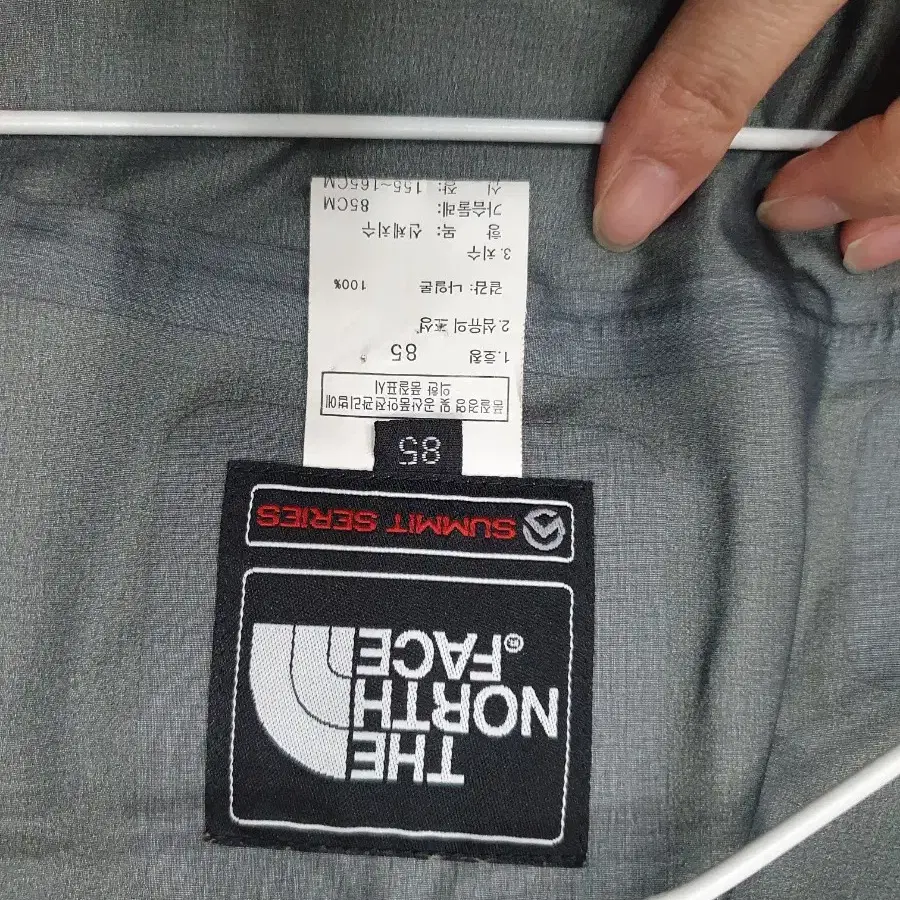 THE
NORTH
FACE®
SUMMIT SERIES
85
품질경영 및 공산품안전관리법에
의한 품질표시
1.호칭 85
2.섬유의 조성
겉감: 나일론 100%
3.치수
항 목: 신체치수
가슴둘레: 85CM
신 장: 155~165CM